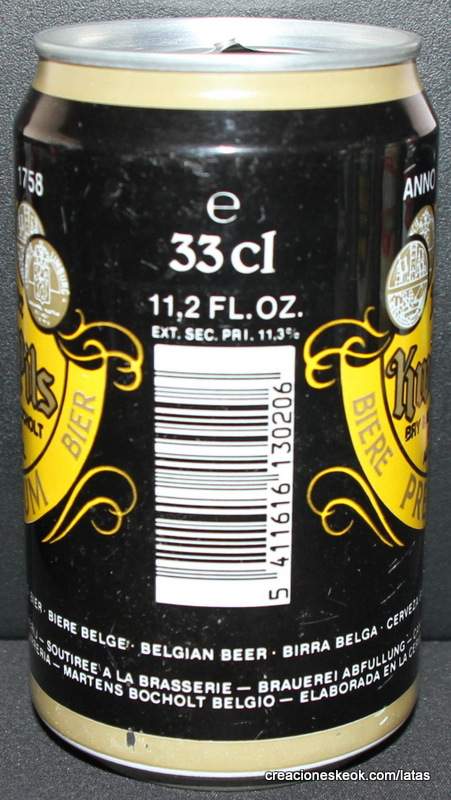 1758
ANNO
e
33 cl
11,2 FL.OZ.
EXT. SEC. PRI. 11,3%
BIER
BIERE
5 411616 130206
BIERE BELGE · BELGIAN BEER · BIRRA BELGA · CERVEZA
SOUTIREE A LA BRASSERIE — BRAUEREI ABFULLUNG
MARTENS BOCHOLT BELGIO — ELABORADA EN LA
creacioneskeok.com/latas